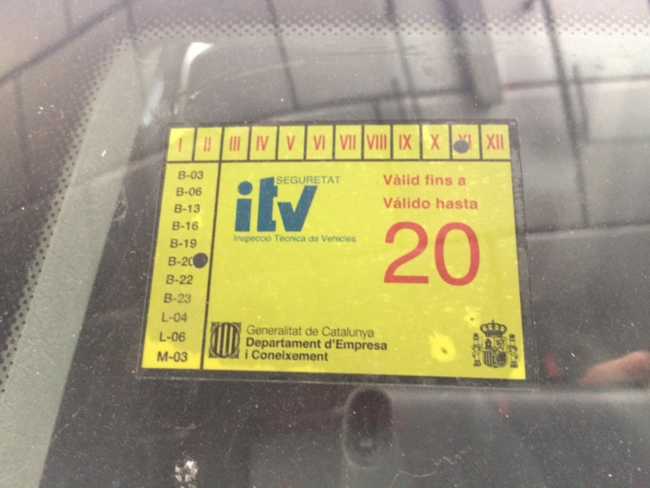 I II III IV V VI VII VIII IX X XI XII
B-03
B-06
B-13
B-16
B-19
B-20
B-22
B-23
L-04
L-06
M-03
SEGURETAT
itv
Inspecció Tècnica de Vehicles
Vàlid fins a
Válido hasta
20
Generalitat de Catalunya
Departament d'Empresa
i Coneixement